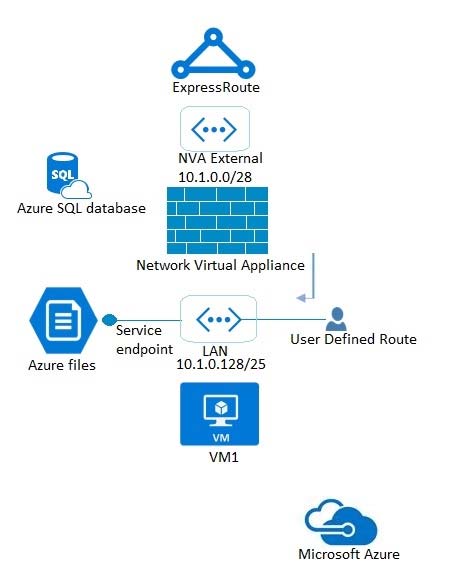 ExpressRoute
NVA External
10.1.0.0/28
SQL
Azure SQL database
Network Virtual Appliance
Service
endpoint
User Defined Route
LAN
Azure files
10.1.0.128/25
VM
VM1
Microsoft Azure